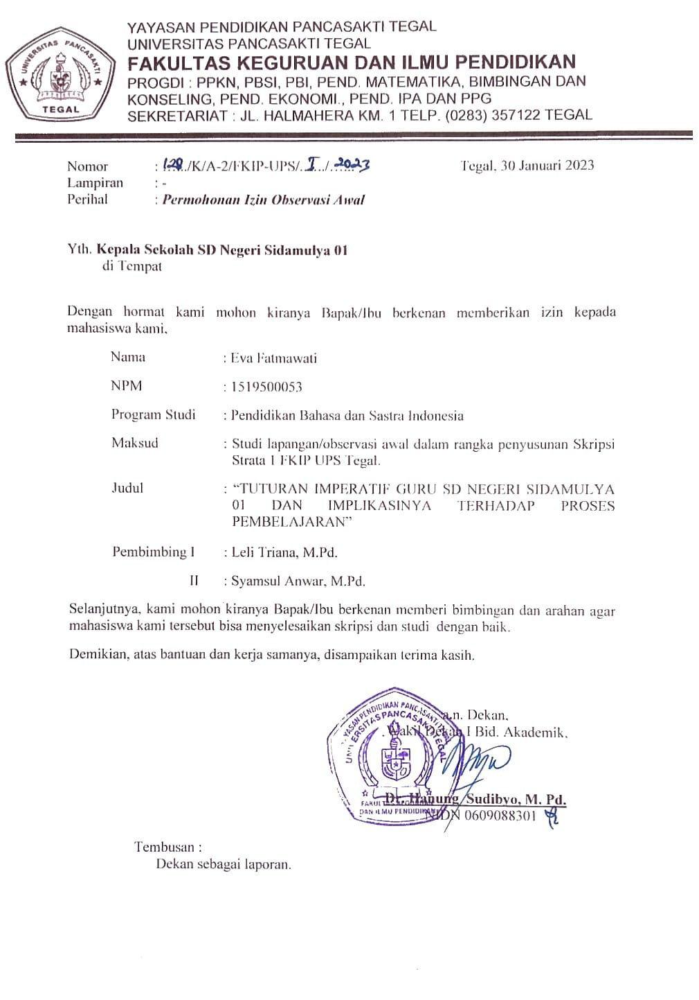 YAYASAN PENDIDIKAN PANCASAKTI TEGAL
UNIVERSITAS PANCASAKTI TEGAL
FAKULTAS KEGURUAN DAN ILMU PENDIDIKAN
PROGDI : PPKN, PBSI, PBI, PEND. MATEMATIKA, BIMBINGAN DAN
KONSELING, PEND. EKONOMI., PEND. IPA DAN PPG
SEKRETARIAT : JL. HALMAHERA KM. 1 TELP. (0283) 357122 TEGAL
UNIVERSITAS PANCASAKTI
TEGAL
Nomor : 128/K/A-2/FKIP-UPS/..I../..2023 Tegal, 30 Januari 2023
Lampiran : -
Perihal : Permohonan Izin Observasi Awal
Yth. Kepala Sekolah SD Negeri Sidamulya 01
di Tempat
Dengan hormat kami mohon kiranya Bapak/Ibu berkenan memberikan izin kepada
mahasiswa kami,
Nama : Eva Fatmawati
NPM : 1519500053
Program Studi : Pendidikan Bahasa dan Sastra Indonesia
Maksud : Studi lapangan/observasi awal dalam rangka penyusunan Skripsi
Strata 1 FKIP UPS Tegal.
Judul : “TUTURAN IMPERATIF GURU SD NEGERI SIDAMULYA
01 DAN IMPLIKASINYA TERHADAP PROSES
PEMBELAJARAN”
Pembimbing I : Leli Triana, M.Pd.
II : Syamsul Anwar, M.Pd.
Selanjutnya, kami mohon kiranya Bapak/Ibu berkenan memberi bimbingan dan arahan agar
mahasiswa kami tersebut bisa menyelesaikan skripsi dan studi dengan baik.
Demikian, atas bantuan dan kerja samanya, disampaikan terima kasih.
a.n. Dekan,
Wakil Dekan I Bid. Akademik,
YAYASAN PENDIDIKAN PANCASAKTI TEGAL
UNIVERSITAS PANCASAKTI TEGAL
DAN ILMU PENDIDIKAN
Dr. Hanung Sudibyo, M. Pd.
NIDN 0609088301
Tembusan :
Dekan sebagai laporan.